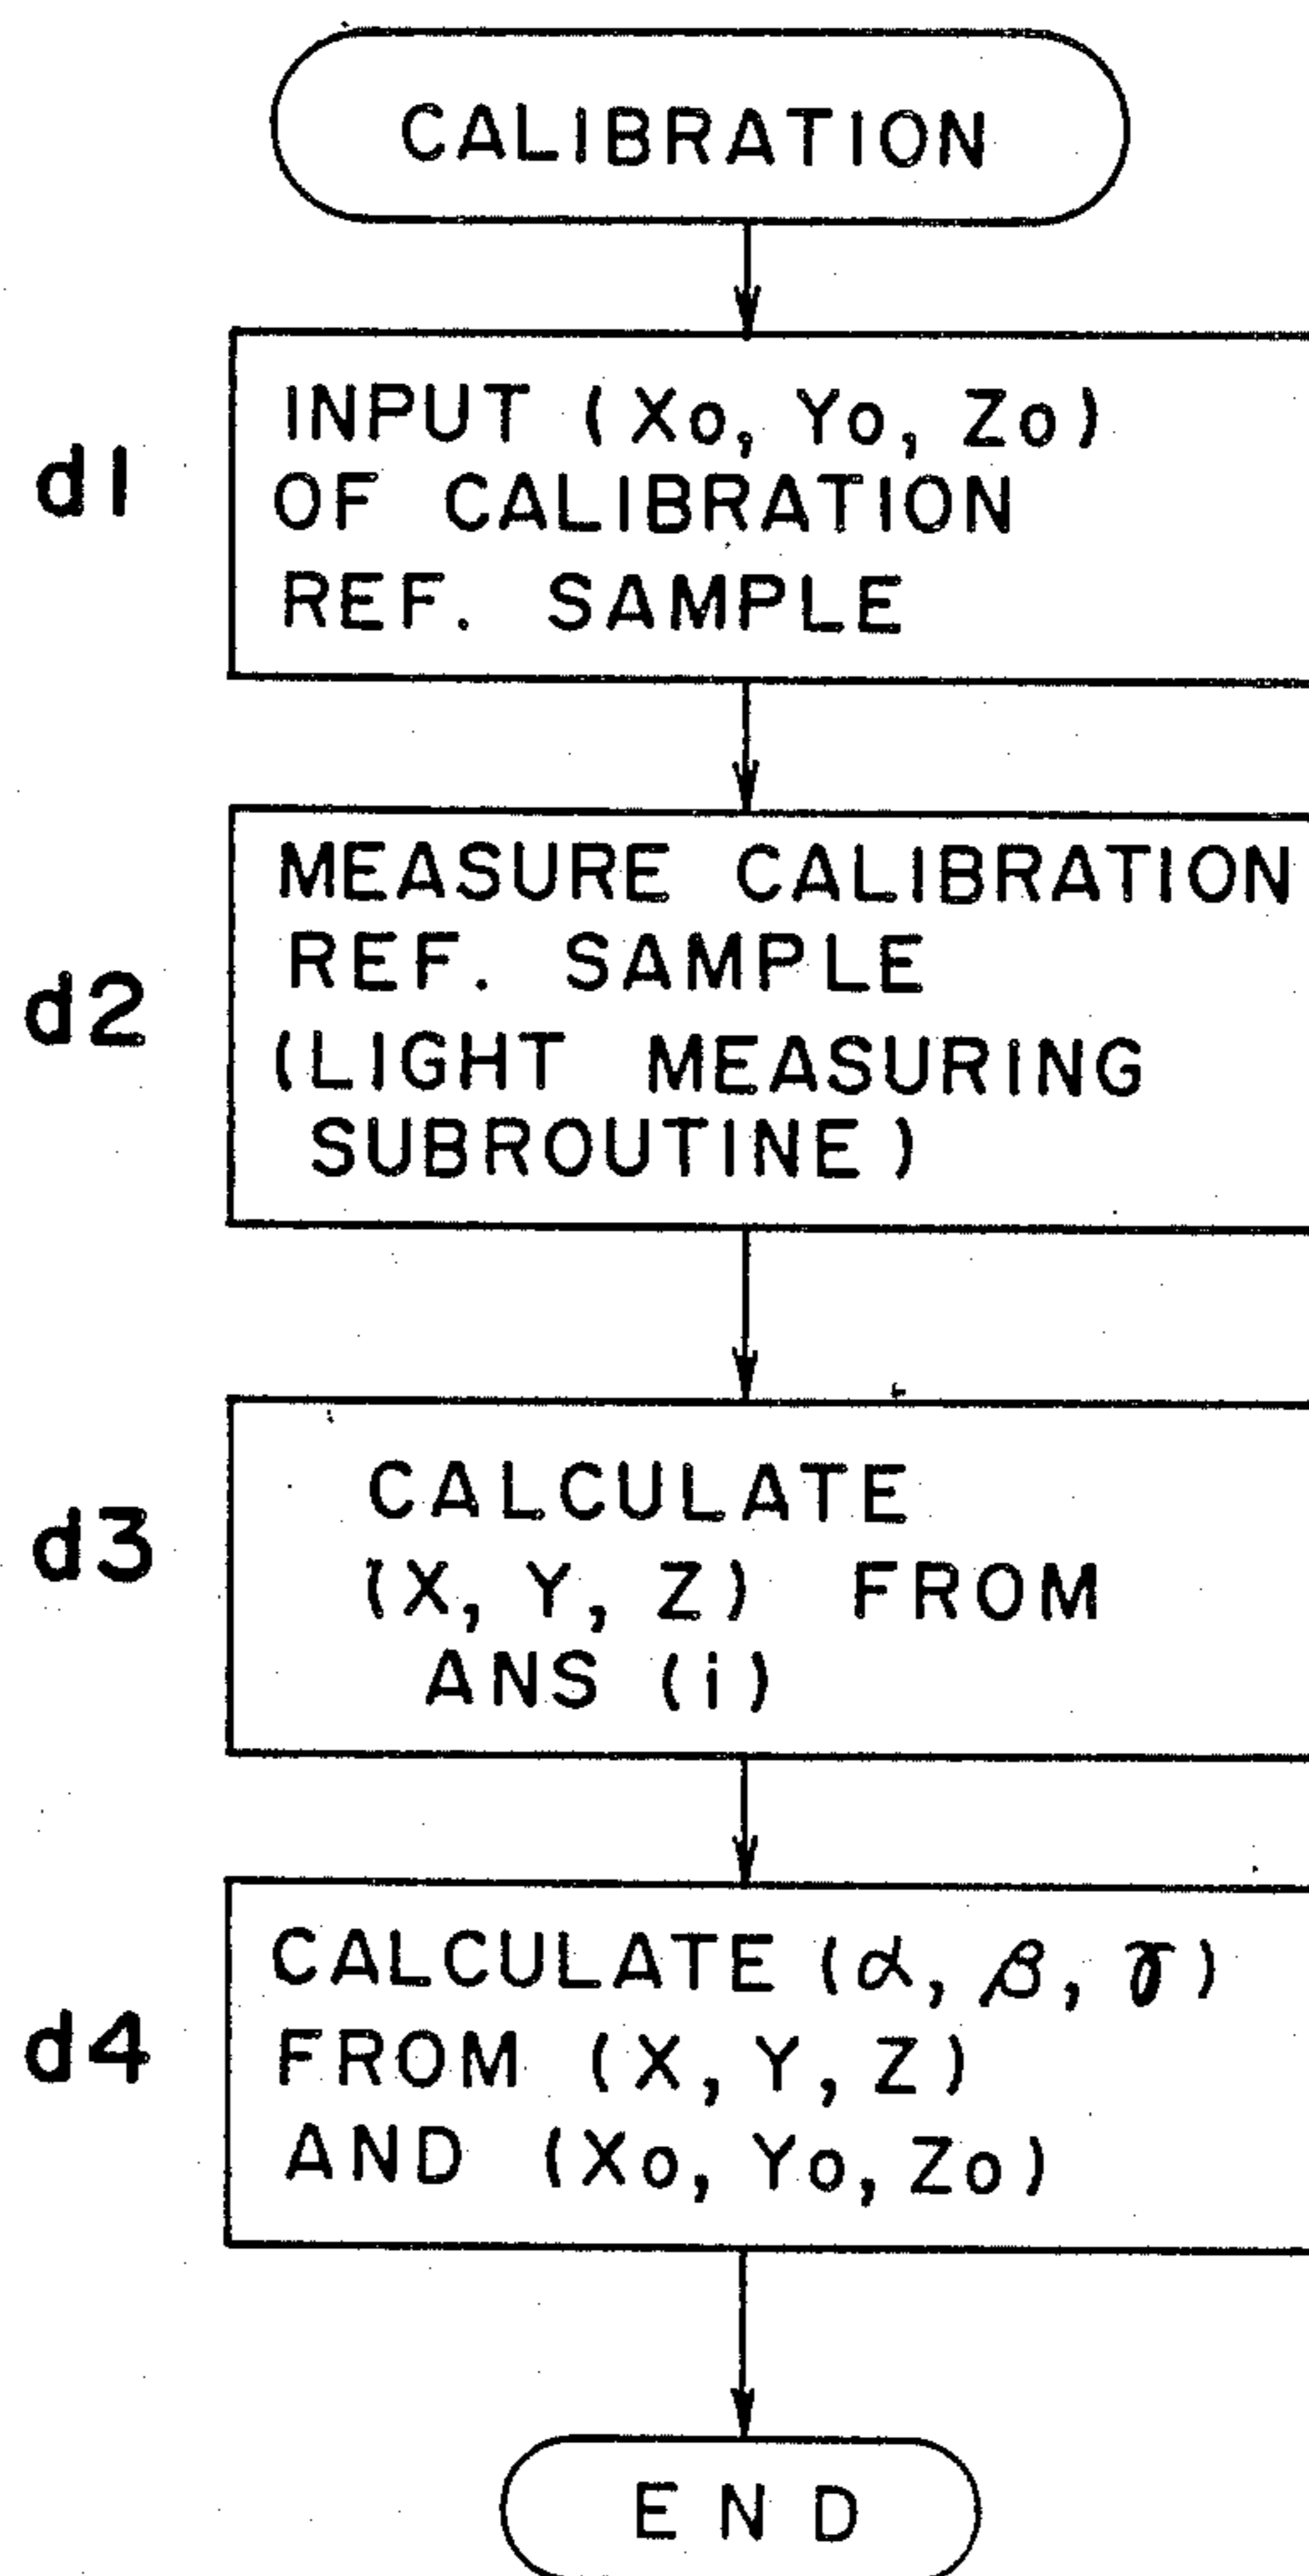 CALIBRATION
d1
INPUT (Xo, Yo, Zo)
OF CALIBRATION
REF. SAMPLE
d2
MEASURE CALIBRATION
REF. SAMPLE
(LIGHT MEASURING
SUBROUTINE)
d3
CALCULATE
(X, Y, Z) FROM
ANS (i)
d4
CALCULATE (α, β, γ)
FROM (X, Y, Z)
AND (Xo, Yo, Zo)
END